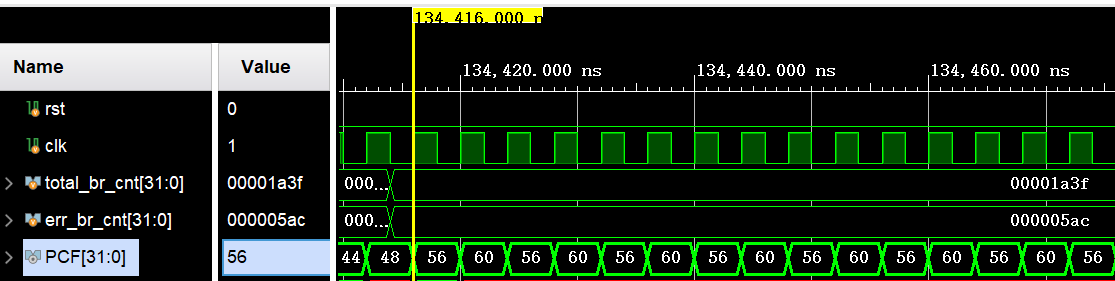 134,416.000 n
Name Value
134,420.000 ns 134,440.000 ns 134,460.000 ns
rst 0
clk 1
total_br_cnt[31:0] 00001a3f 000... 00001a3f
err_br_cnt[31:0] 000005ac 000... 000005ac
PCF[31:0] 56 44 48 56 60 56 60 56 60 56 60 56 60 56 60 56 60 56